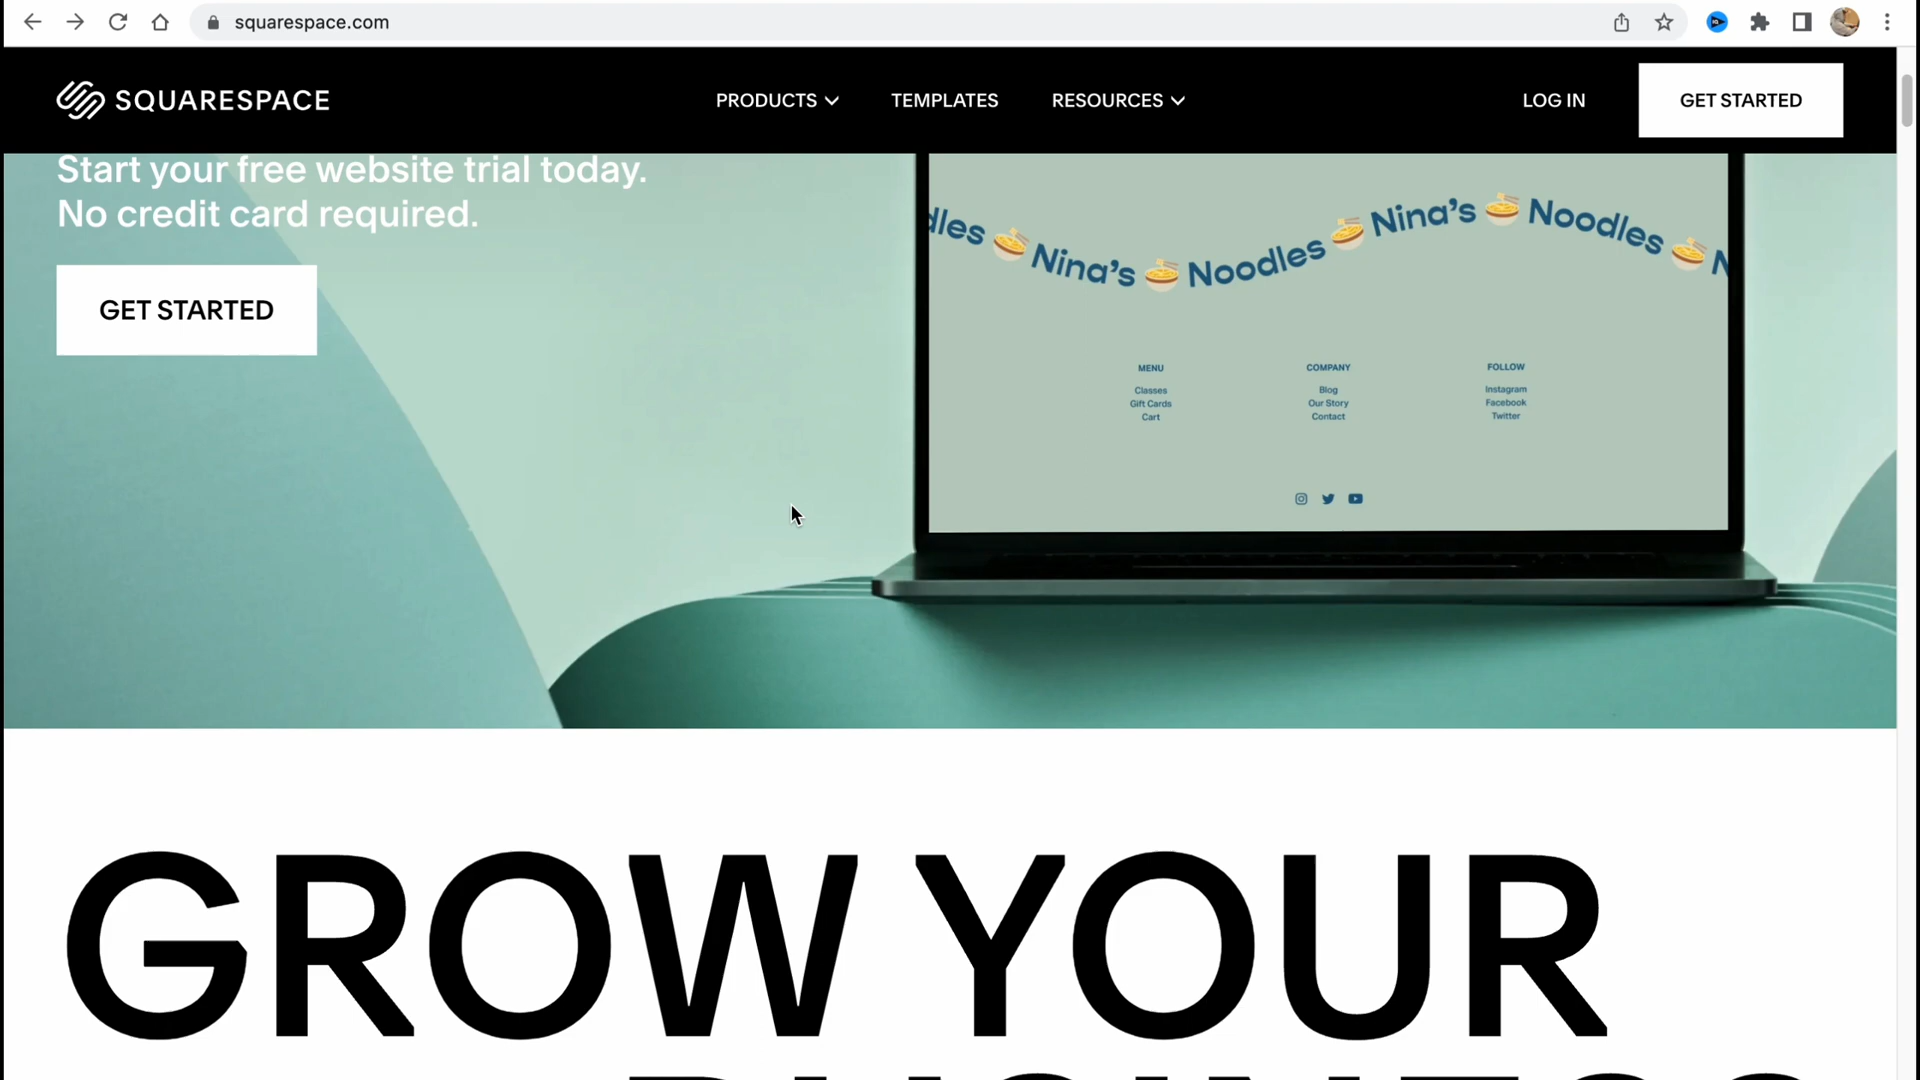 squarespace.com
SQUARESPACE
PRODUCTS
TEMPLATES
RESOURCES
LOG IN
GET STARTED
Start your free website trial today.
No credit card required.
GET STARTED
dles Nina's Noodles Nina's Noodles N
MENU
Classes
Gift Cards
Cart
COMPANY
Blog
Our Story
Contact
FOLLOW
Instagram
Facebook
Twitter
GROW YOUR